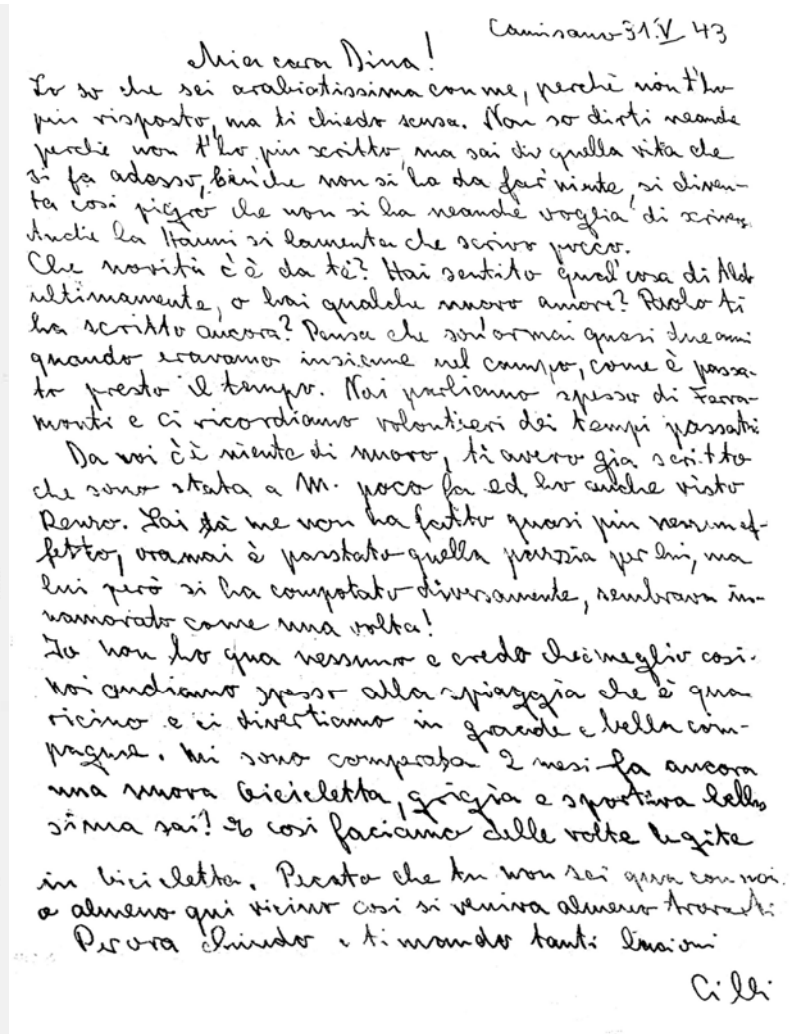 Camisano 31.V 43
Mia cara Dina!
Io so che sei arabiatissima con me, perchè non t'ho
più risposto, ma ti chiedo scusa. Non so dirti neanche
perchè non t'ho più scritto, ma sai di quella vita che
si fa adesso, benchè non si ha da far niente si diven-
ta così pigro che non si ha neanche voglia di scrivere.
Anche la Hanni si lamenta che scrivo poco.
Che novità c'è da te? Hai sentito qual'cosa di Aldo
ultimamente, o hai qualche nuovo amore? Paolo ti
ha scritto ancora? Pensa che son'ormai quasi due anni
quando eravamo insieme nel campo, come è passa-
to presto il tempo. Noi parliamo spesso di Ferra-
monti e ci ricordiamo volontieri dei tempi passati.
Da noi c'è niente di nuovo, ti avevo già scritto
che sono stata a M. poco fa ed ho anche visto
Renzo. Sai a me non ha fatto quasi più nessun ef-
fetto, oramai è passtato quella pazzia per lui, ma
lui però si ha compotato diversamente, sembrava in-
namorato come una volta!
Io non ho qua nessuno e credo che è meglio così.
Noi andiamo spesso alla spiaggia che è qua
vicino e ci divertiamo in grande e bella com-
pagnia. Mi sono comperata 2 mesi fa ancora
una nuova bicicletta, grigia e sportiva bellis
sima sai! E così facciamo delle volte le gite
in bicicletta. Pecato che tu non sei qua con noi.
o almeno qui vicino così si veniva almeno trovarti
Per ora chiudo e ti mando tanti bacioni
Cilli